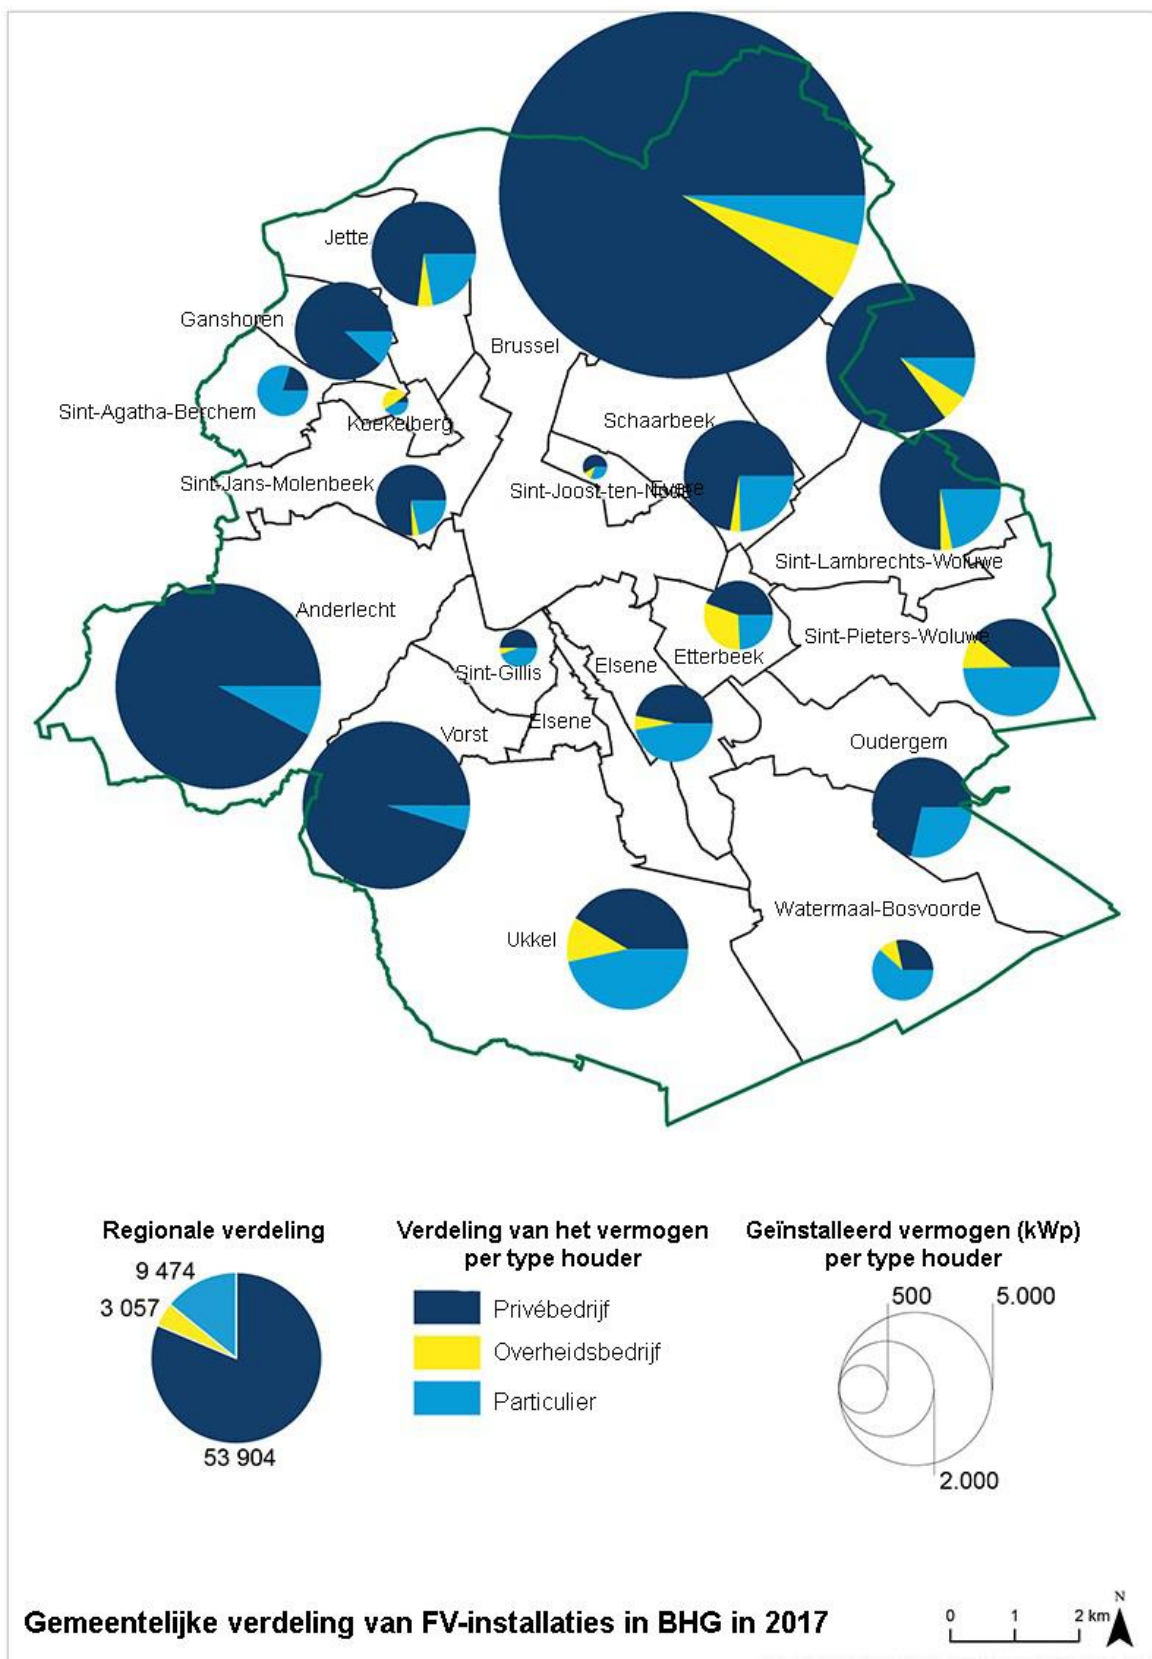 Jette
Ganshoren
Brussel
Sint-Agatha-Berchem
Koekelberg
Schaarbeek
Sint-Jans-Molenbeek
Sint-Joost-ten-Node
Evere
Sint-Lambrechts-Woluwe
Anderlecht
Sint-Pieters-Woluwe
Etterbeek
Elsene
Sint-Gillis
Elsene
Vorst
Oudergem
Watermaal-Bosvoorde
Ukkel
Regionale verdeling
9 474
3 057
53 904
Verdeling van het vermogen
per type houder
Privébedrijf
Overheidsbedrijf
Particulier
Geïnstalleerd vermogen (kWp)
per type houder
500
5.000
2.000
Gemeentelijke verdeling van FV-installaties in BHG in 2017
0 1 2 km
N